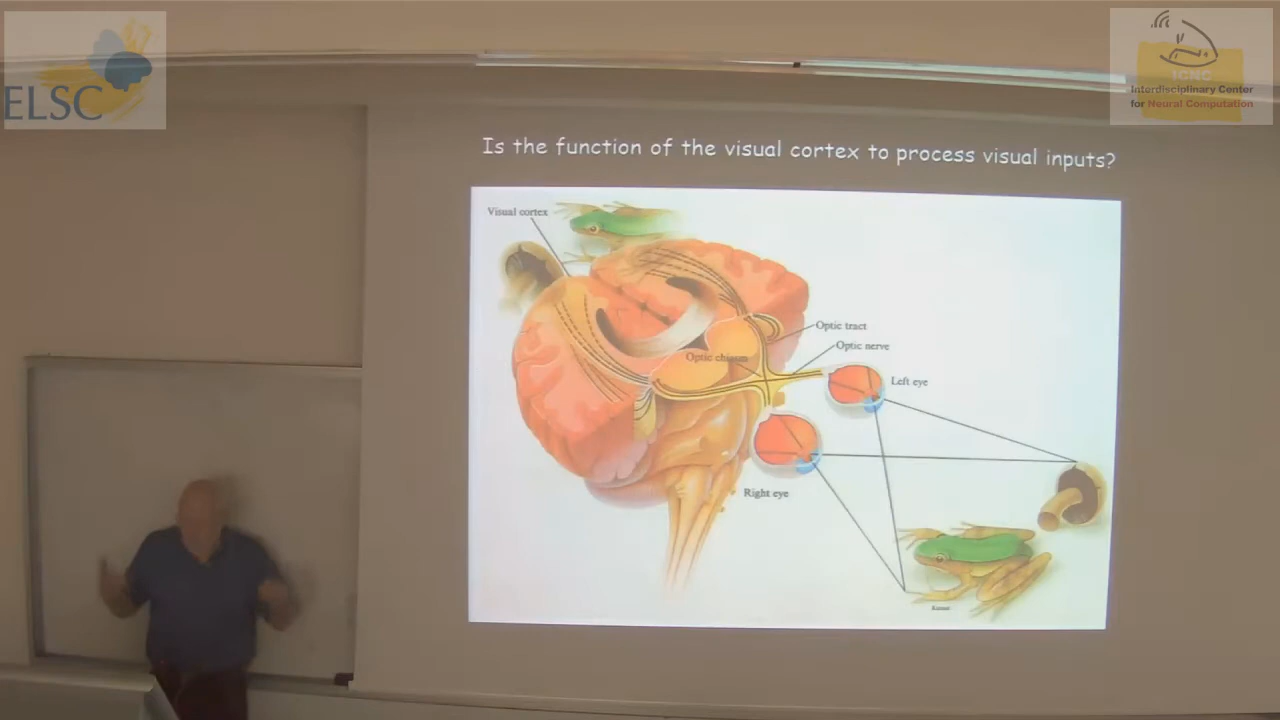 ELSC
ICNC
Interdisciplinary Center
for Neural Computation
Is the function of the visual cortex to process visual inputs?
Visual cortex
Optic tract
Optic nerve
Optic chiasm
Left eye
Right eye